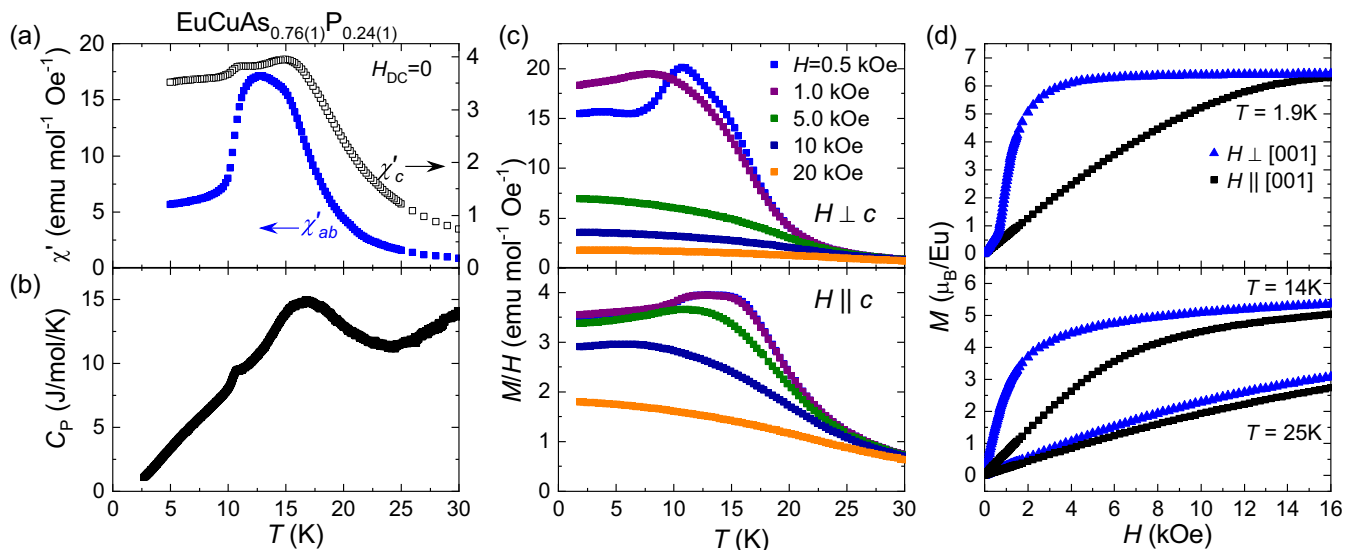 EuCuAs0.76(1)P0.24(1)
(a)
χ' (emu mol⁻¹ Oe⁻¹)
20
15
10
5
0
4
3
2
1
0
H_DC=0
χ'_c
χ'_ab
(b)
C_P (J/mol/K)
15
10
5
0
0 5 10 15 20 25 30
T (K)
(c)
M/H (emu mol⁻¹ Oe⁻¹)
20
15
10
5
0
H=0.5 kOe
1.0 kOe
5.0 kOe
10 kOe
20 kOe
H ⊥ c
4
3
2
1
0
H || c
0 5 10 15 20 25 30
T (K)
(d)
M (μ_B/Eu)
7
6
5
4
3
2
1
0
T = 1.9K
H ⊥ [001]
H || [001]
6
5
4
3
2
1
0
T = 14K
T = 25K
0 2 4 6 8 10 12 14 16
H (kOe)